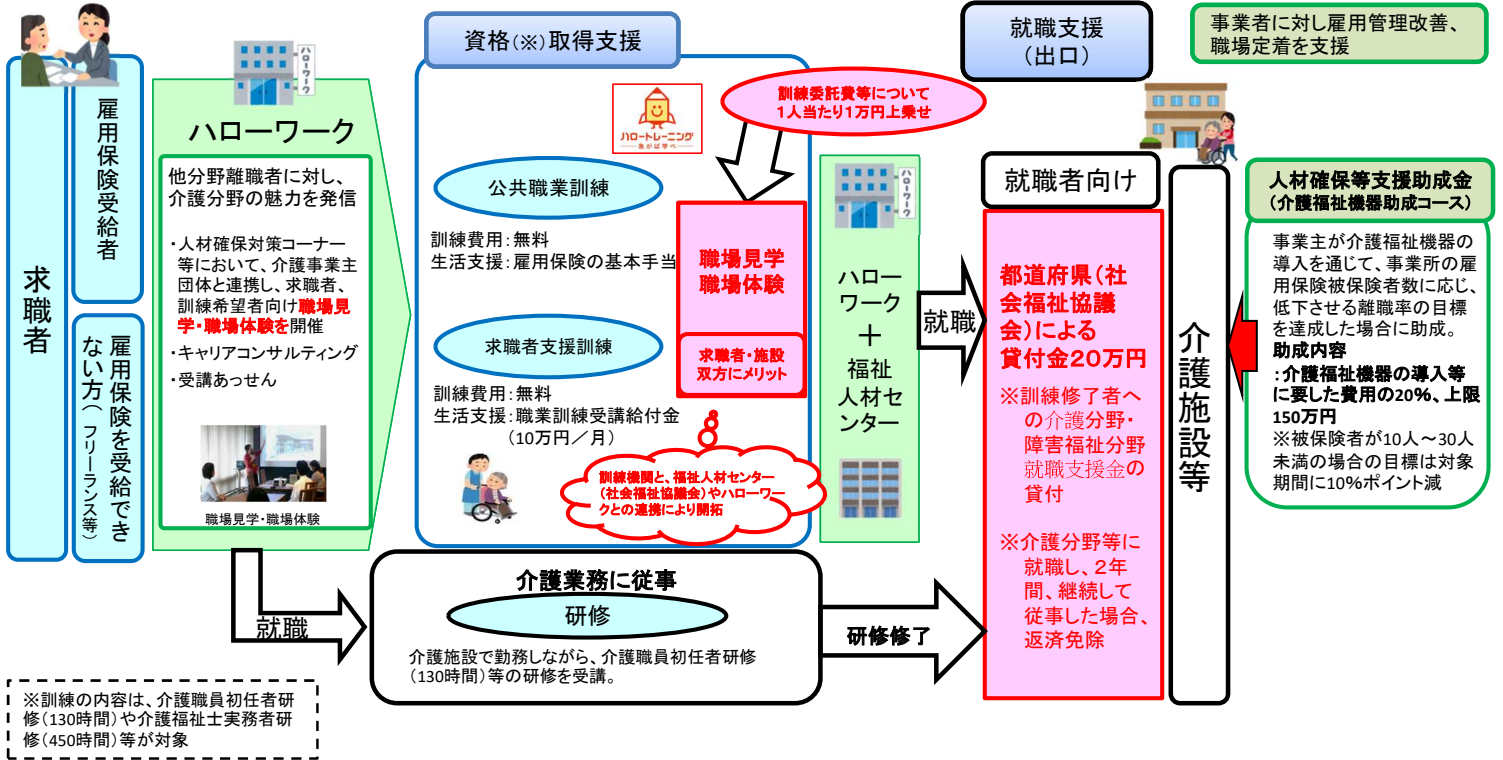 求職者
雇用保険受給者
雇用保険を受給でき
ない方(フリーランス等)
ハローワーク
ハローワーク
他分野離職者に対し、
介護分野の魅力を発信
・人材確保対策コーナー
等において、介護事業主
団体と連携し、求職者、
訓練希望者向け職場見
学・職場体験を開催
・キャリアコンサルティング
・受講あっせん
職場見学・職場体験
資格(※)取得支援
ハロートレーニング
急がば学べ
訓練委託費等について
1人当たり1万円上乗せ
公共職業訓練
訓練費用:無料
生活支援:雇用保険の基本手当
求職者支援訓練
訓練費用:無料
生活支援:職業訓練受講給付金
(10万円/月)
職場見学
職場体験
求職者・施設
双方にメリット
訓練機関と、福祉人材センター
(社会福祉協議会)やハローワー
クとの連携により開拓
ハローワーク
ハロー
ワーク
+
福祉
人材セ
ンター
就職
就職
介護業務に従事
研修
介護施設で勤務しながら、介護職員初任者研修
(130時間)等の研修を受講。
研修修了
就職支援
(出口)
就職者向け
都道府県(社
会福祉協議
会)による
貸付金20万円
※訓練修了者へ
の介護分野・
障害福祉分野
就職支援金の
貸付
※介護分野等に
就職し、2年
間、継続して
従事した場合、
返済免除
介護施設等
事業者に対し雇用管理改善、
職場定着を支援
人材確保等支援助成金
(介護福祉機器助成コース)
事業主が介護福祉機器の
導入を通じて、事業所の雇
用保険被保険者数に応じ、
低下させる離職率の目標
を達成した場合に助成。
助成内容
:介護福祉機器の導入等
に要した費用の20%、上限
150万円
※被保険者が10人~30人
未満の場合の目標は対象
期間に10%ポイント減
※訓練の内容は、介護職員初任者研
修(130時間)や介護福祉士実務者研
修(450時間)等が対象